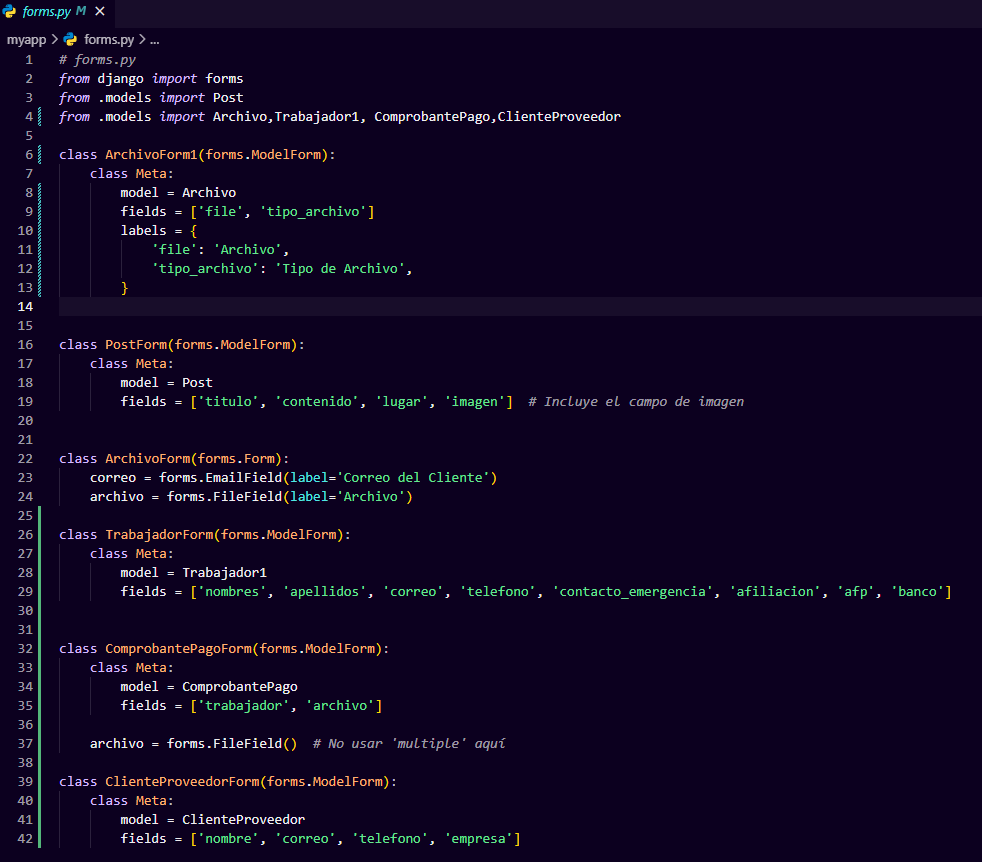 forms.py M ×
myapp > forms.py > ...
1 # forms.py
2 from django import forms
3 from .models import Post
4 from .models import Archivo,Trabajador1, ComprobantePago,ClienteProveedor
5
6 class ArchivoForm1(forms.ModelForm):
7     class Meta:
8         model = Archivo
9         fields = ['file', 'tipo_archivo']
10         labels = {
11             'file': 'Archivo',
12             'tipo_archivo': 'Tipo de Archivo',
13         }
14
15
16 class PostForm(forms.ModelForm):
17     class Meta:
18         model = Post
19         fields = ['titulo', 'contenido', 'lugar', 'imagen']  # Incluye el campo de imagen
20
21
22 class ArchivoForm(forms.Form):
23     correo = forms.EmailField(label='Correo del Cliente')
24     archivo = forms.FileField(label='Archivo')
25
26 class TrabajadorForm(forms.ModelForm):
27     class Meta:
28         model = Trabajador1
29         fields = ['nombres', 'apellidos', 'correo', 'telefono', 'contacto_emergencia', 'afiliacion', 'afp', 'banco']
30
31
32 class ComprobantePagoForm(forms.ModelForm):
33     class Meta:
34         model = ComprobantePago
35         fields = ['trabajador', 'archivo']
36
37     archivo = forms.FileField()  # No usar 'multiple' aquí
38
39 class ClienteProveedorForm(forms.ModelForm):
40     class Meta:
41         model = ClienteProveedor
42         fields = ['nombre', 'correo', 'telefono', 'empresa']